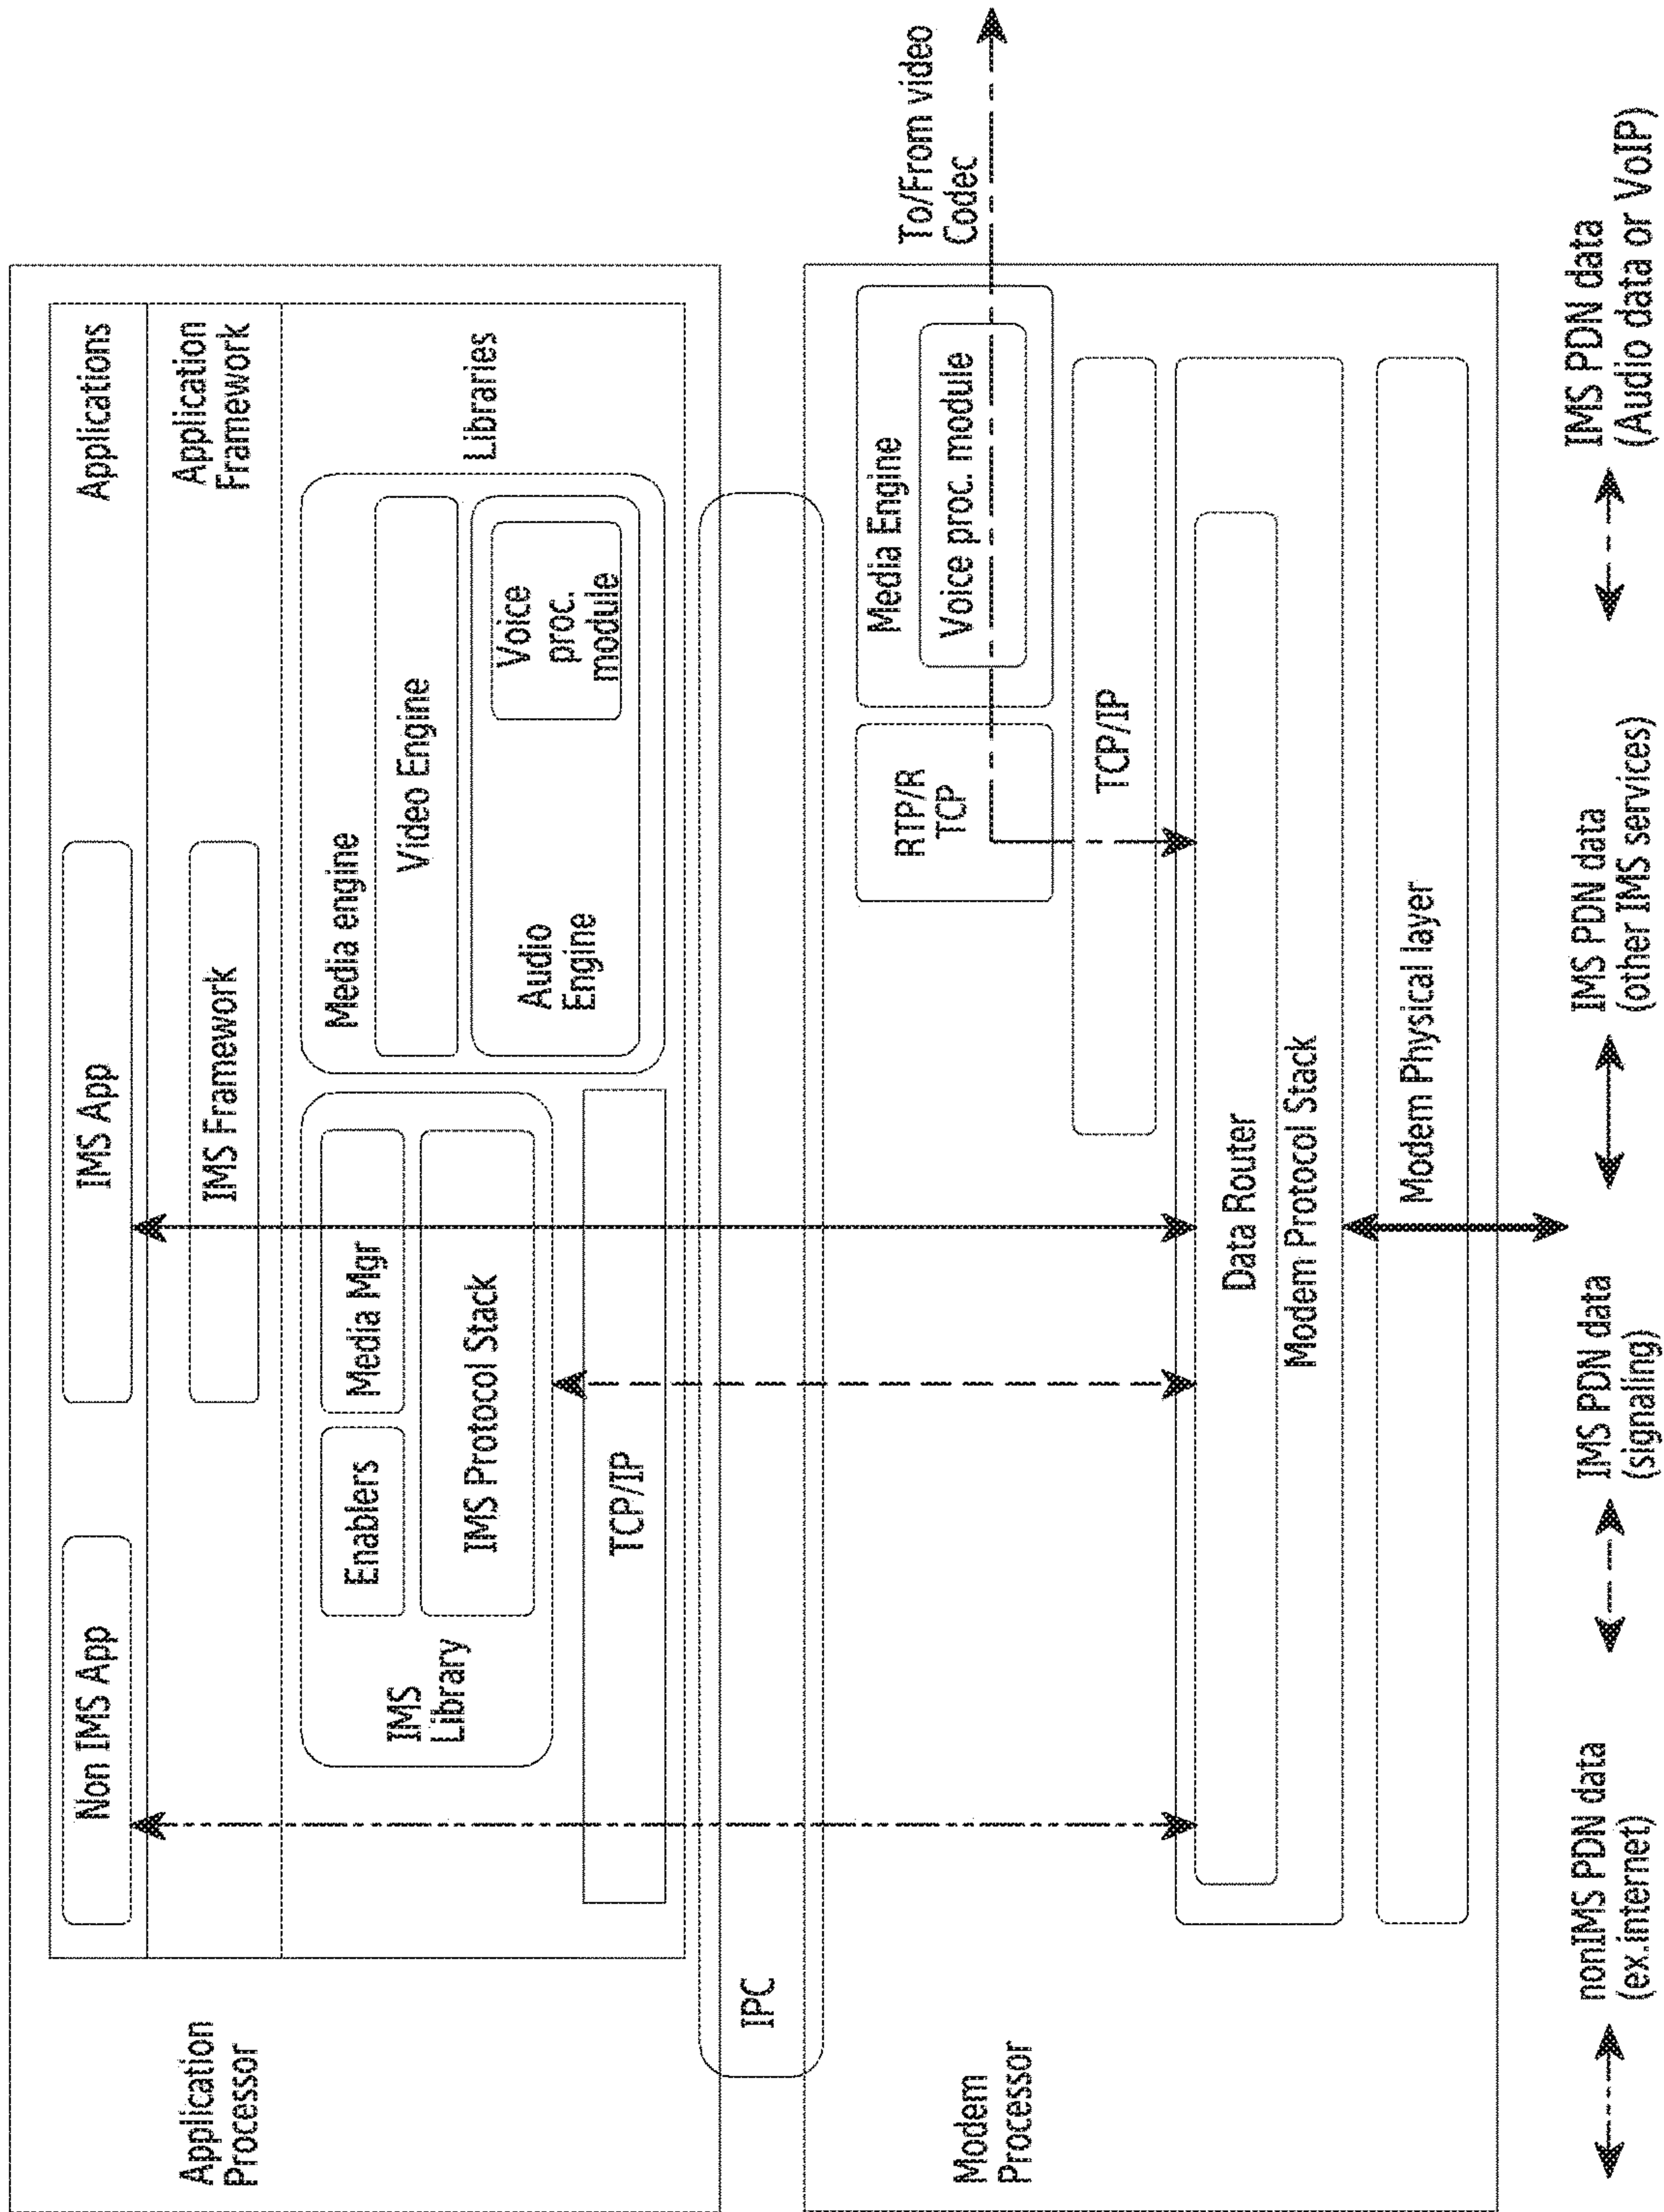 Application
Processor
Non IMS App
IMS App
Applications
Application
Framework
IMS Framework
IMS
Library
Enablers
Media Mgr
IMS Protocol Stack
Media engine
Video Engine
Audio
Engine
Voice
proc.
module
Libraries
TCP/IP
IPC
Modem
Processor
RTP/R
TCP
Media Engine
Voice proc. module
To/From video
Codec
TCP/IP
Data Router
Modem Protocol Stack
Modem Physical layer
nonIMS PDN data
(ex.internet)
IMS PDN data
(signaling)
IMS PDN data
(other IMS services)
IMS PDN data
(Audio data or VoIP)